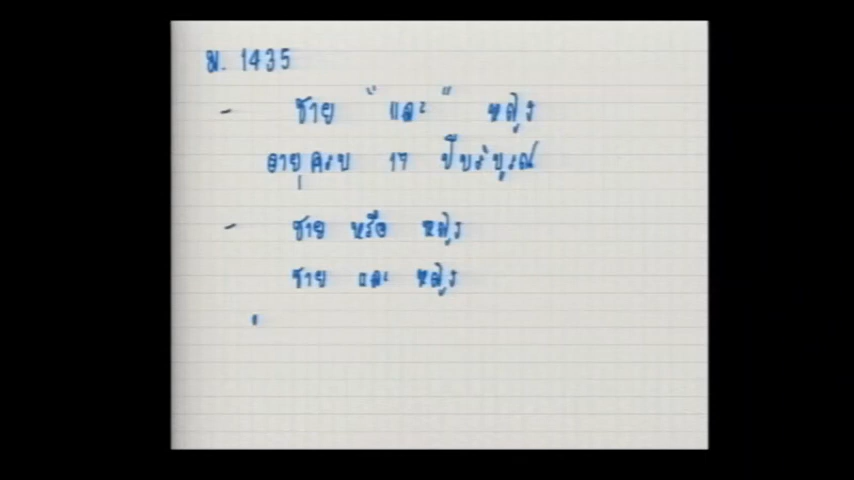 ม. 1435
- ชาย "และ" หญิง
อายุครบ 17 ปีบริบูรณ์
- ชาย หรือ หญิง
ชาย และ หญิง